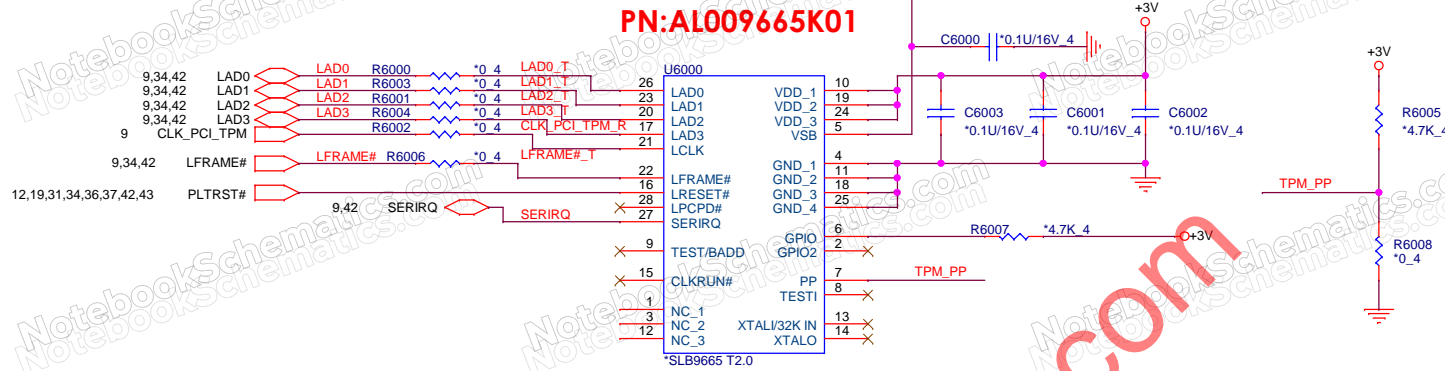 PN:AL009665K01
+3V
C6000 *0.1U/16V_4
+3V
U6000
9,34,42 LAD0 LAD0 R6000 *0_4 LAD0_T 26 LAD0 VDD_1 10
9,34,42 LAD1 LAD1 R6003 *0_4 LAD1_T 23 LAD1 VDD_2 19
9,34,42 LAD2 LAD2 R6001 *0_4 LAD2_T 20 LAD2 VDD_3 24
9,34,42 LAD3 LAD3 R6004 *0_4 LAD3_T 17 LAD3 VSB 5
9 CLK_PCI_TPM R6002 *0_4 CLK_PCI_TPM_R 21 LCLK
C6003 *0.1U/16V_4
C6001 *0.1U/16V_4
C6002 *0.1U/16V_4
R6005
*4.7K_4
GND_1 4
9,34,42 LFRAME# LFRAME# R6006 *0_4 LFRAME#_T 22 LFRAME# GND_2 11
12,19,31,34,36,37,42,43 PLTRST# 16 LRESET# GND_3 18
28 LPCPD# GND_4 25
9,42 SERIRQ SERIRQ 27 SERIRQ
TPM_PP
GPIO 6 R6007 *4.7K_4 +3V
9 TEST/BADD GPIO2 2
R6008
*0_4
15 CLKRUN# PP 7 TPM_PP
TESTI 8
1 NC_1
3 NC_2 XTALI/32K IN 13
12 NC_3 XTALO 14
*SLB9665 T2.0
NotebookSchematics.com
.com